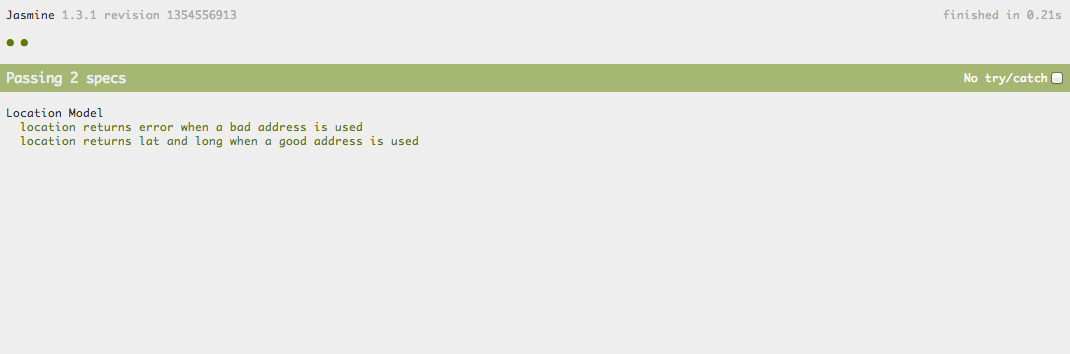 Jasmine 1.3.1 revision 1354556913 finished in 0.21s
Passing 2 specs No try/catch
Location Model
location returns error when a bad address is used
location returns lat and long when a good address is used